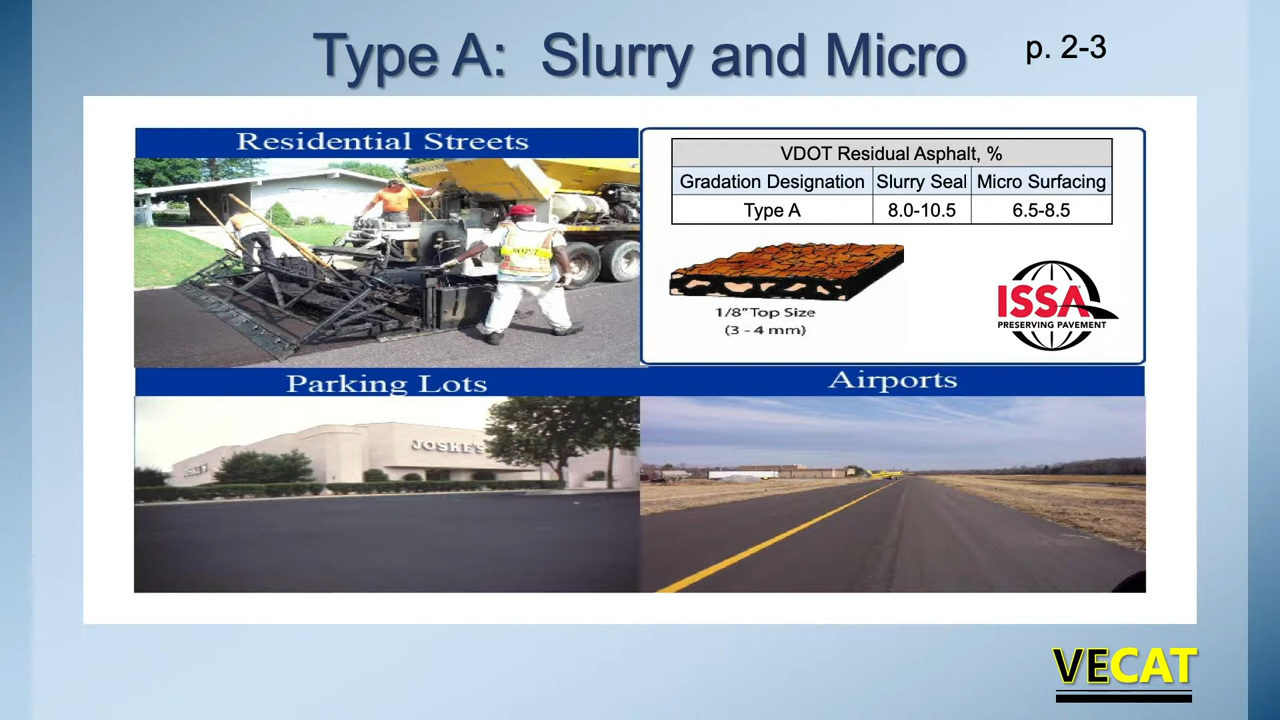 Type A: Slurry and Micro
p. 2-3
Residential Streets
VDOT Residual Asphalt, %
Gradation Designation Slurry Seal Micro Surfacing
Type A 8.0-10.5 6.5-8.5
1/8” Top Size
(3 - 4 mm)
ISSA
PRESERVING PAVEMENT
Parking Lots
Airports
JOSKE'S
VECAT